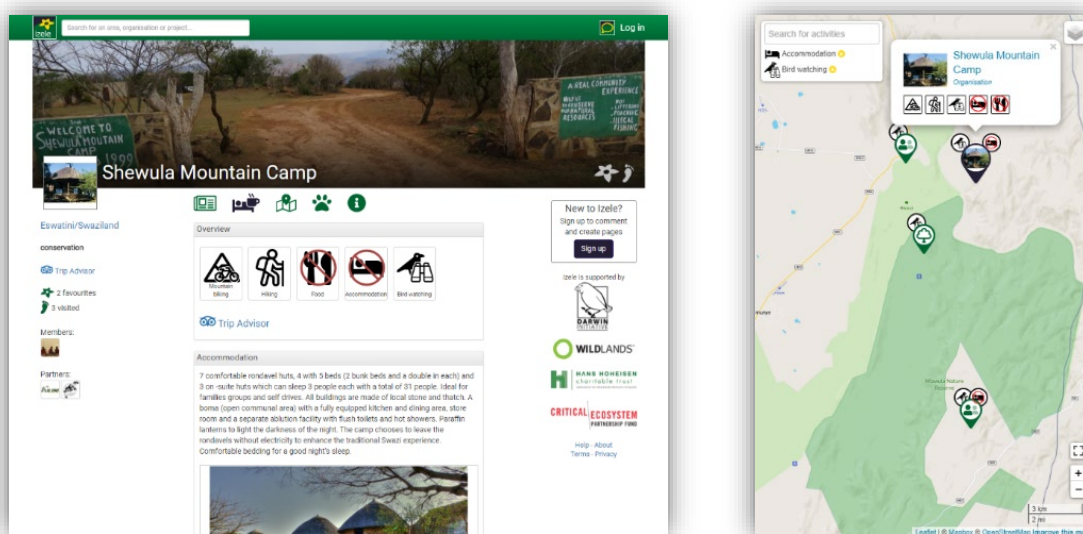 izele
Search for an area, organisation or project...
Log in
WELCOME TO
SHEWULA MOUTAIN
CAMP
1999
A REAL COMMUNITY
EXPERIENCE
Shewula Mountain Camp
Eswatini/Swaziland
conservation
Trip Advisor
2 favourites
3 visited
Members:
Partners:
Overview
Mountain
biking
Hiking
Food
Accommodation
Bird watching
Trip Advisor
Accommodation
7 comfortable rondavel huts, 4 with 5 beds (2 bunk beds and a double in each) and
3 on -suite huts which can sleep 3 people each with a total of 31 people. Ideal for
families groups and self drives. All buildings are made of local stone and thatch. A
boma (open communal area) with a fully equipped kitchen and dining area, store
room and a separate ablution facility with flush toilets and hot showers. Paraffin
lanterns to light the darkness of the night. The camp chooses to leave the
rondavels without electricity to enhance the traditional Swazi experience.
Comfortable bedding for a good night's sleep.
New to Izele?
Sign up to comment
and create pages
Sign up
Izele is supported by
DARWIN
INITIATIVE
WILDLANDS
HANS HOHEISEN
charitable trust
CRITICAL ECOSYSTEM
PARTNERSHIP FUND
Help - About
Terms - Privacy
Search for activities
Accommodation
Bird watching
Shewula Mountain
Camp
Organisation
Mbuluzi
Mlawula Nature
Reserve
3 km
2 mi
Leaflet | © Mapbox © OpenStreetMap Improve this map